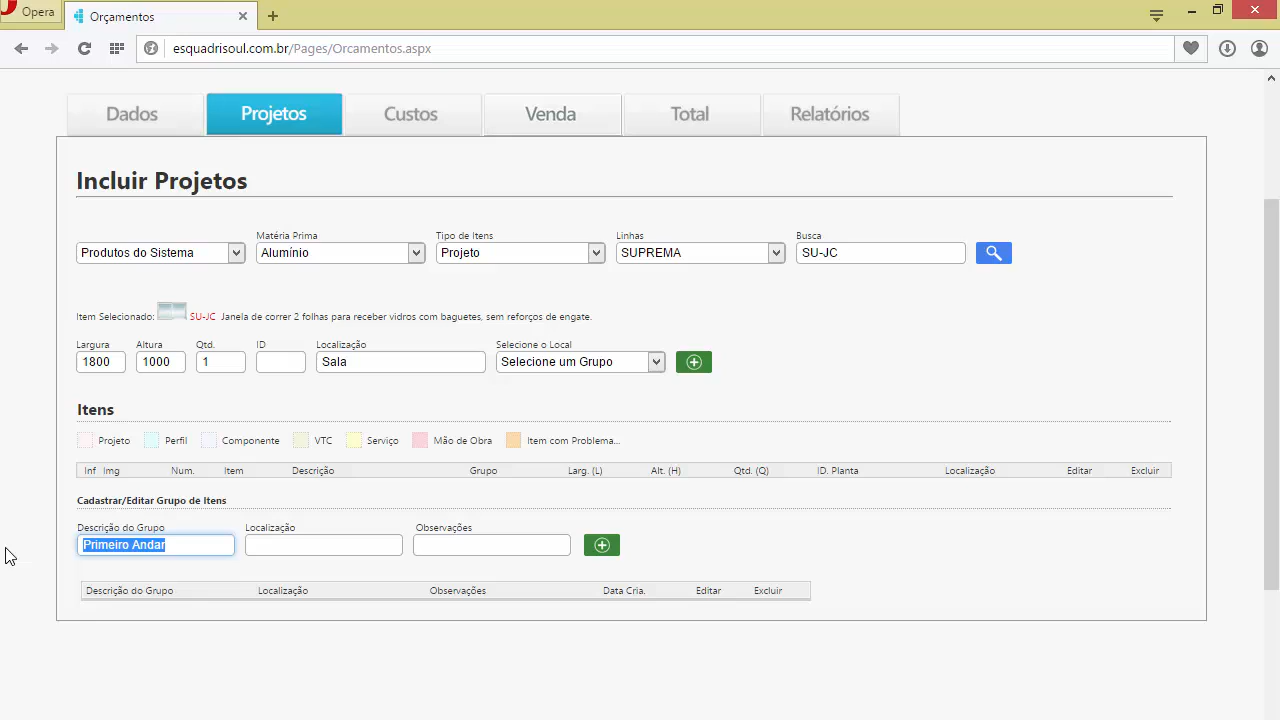 Opera
Orçamentos
esquadrisoul.com.br/Pages/Orcamentos.aspx
Dados
Projetos
Custos
Venda
Total
Relatórios
Incluir Projetos
Matéria Prima
Tipo de Itens
Linhas
Busca
Produtos do Sistema
Alumínio
Projeto
SUPREMA
SU-JC
Item Selecionado: SU-JC Janela de correr 2 folhas para receber vidros com baguetes, sem reforços de engate.
Largura
Altura
Qtd.
ID
Localização
Selecione o Local
1800
1000
1
Sala
Selecione um Grupo
Itens
Projeto
Perfil
Componente
VTC
Serviço
Mão de Obra
Item com Problema...
Inf Img Num. Item Descrição Grupo Larg. (L) Alt. (H) Qtd. (Q) ID. Planta Localização Editar Excluir
Cadastrar/Editar Grupo de Itens
Descrição do Grupo
Localização
Observações
Primeiro Andar
Descrição do Grupo Localização Observações Data Cria. Editar Excluir